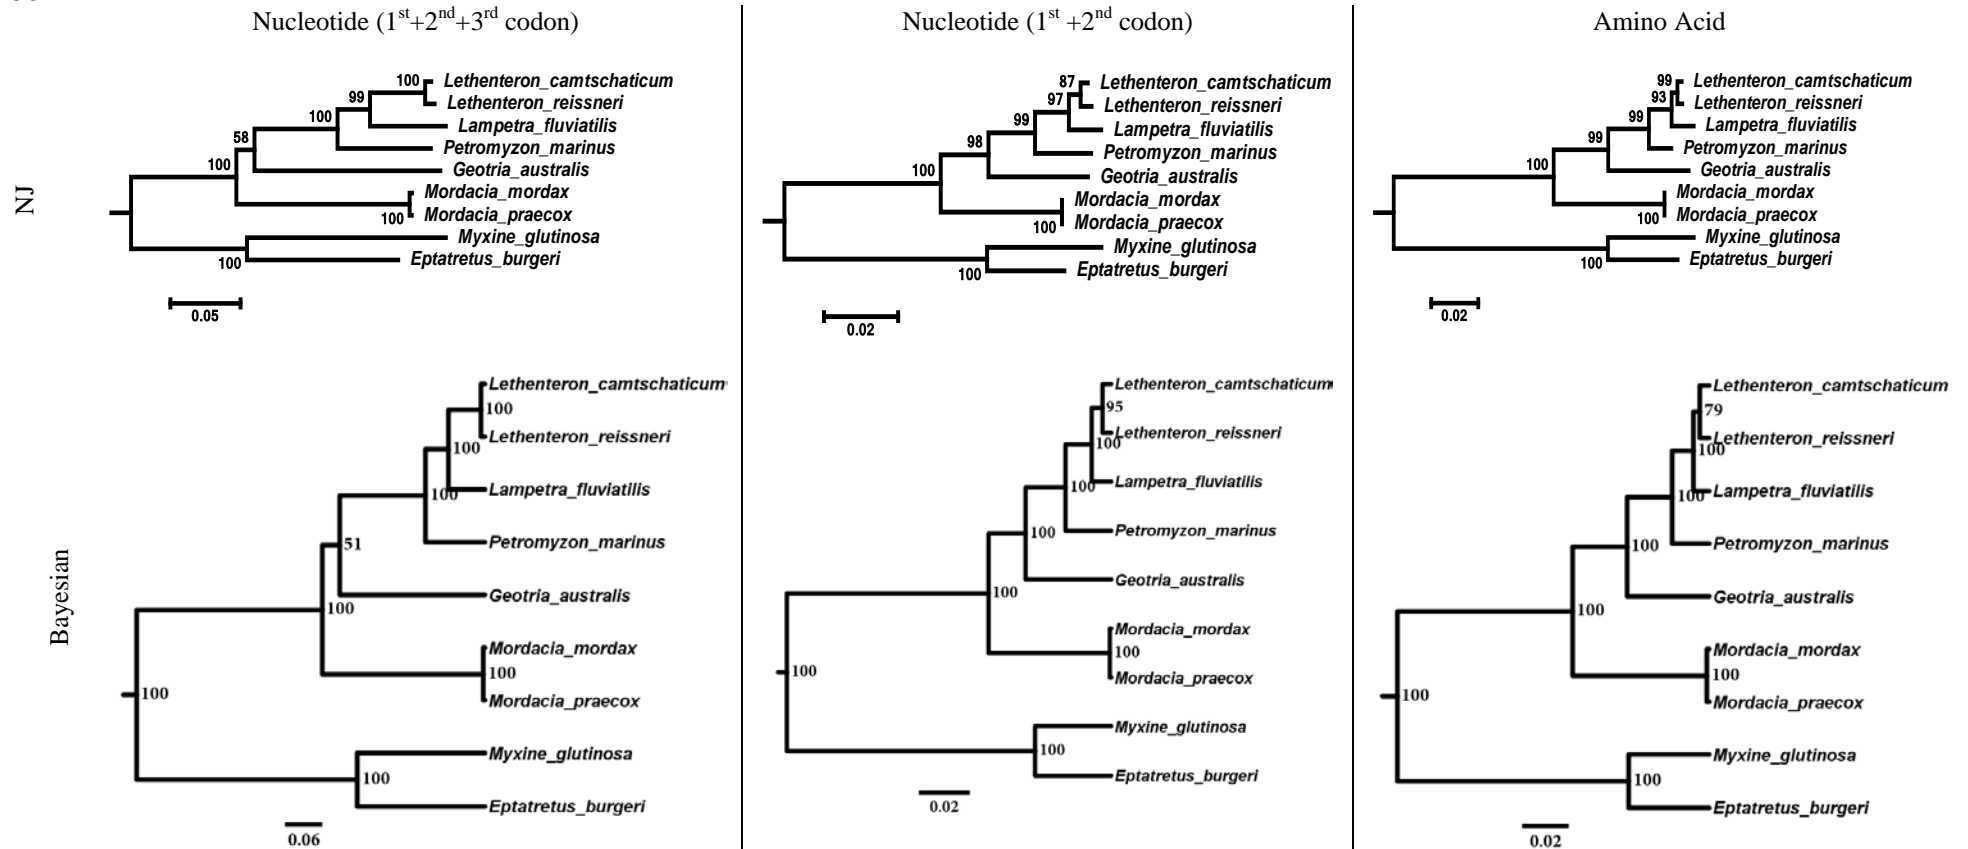 Nucleotide (1st+2nd+3rd codon)
Nucleotide (1st +2nd codon)
Amino Acid
NJ
100
Lethenteron_camtschaticum
99
Lethenteron_reissneri
100
Lampetra_fluviatilis
58
Petromyzon_marinus
100
Geotria_australis
Mordacia_mordax
100
Mordacia_praecox
Myxine_glutinosa
100
Eptatretus_burgeri
0.05
87
Lethenteron_camtschaticum
97
Lethenteron_reissneri
99
Lampetra_fluviatilis
98
Petromyzon_marinus
100
Geotria_australis
Mordacia_mordax
100
Mordacia_praecox
Myxine_glutinosa
100
Eptatretus_burgeri
0.02
99
Lethenteron_camtschaticum
93
Lethenteron_reissneri
99
Lampetra_fluviatilis
99
Petromyzon_marinus
100
Geotria_australis
Mordacia_mordax
100
Mordacia_praecox
Myxine_glutinosa
100
Eptatretus_burgeri
0.02
Bayesian
Lethenteron_camtschaticum
100
Lethenteron_reissneri
100
Lampetra_fluviatilis
100
Petromyzon_marinus
51
Geotria_australis
100
Mordacia_mordax
100
Mordacia_praecox
100
Myxine_glutinosa
100
Eptatretus_burgeri
0.06
Lethenteron_camtschaticum
95
Lethenteron_reissneri
100
Lampetra_fluviatilis
100
Petromyzon_marinus
100
Geotria_australis
100
Mordacia_mordax
100
Mordacia_praecox
100
Myxine_glutinosa
100
Eptatretus_burgeri
0.02
Lethenteron_camtschaticum
79
Lethenteron_reissneri
100
Lampetra_fluviatilis
100
Petromyzon_marinus
100
Geotria_australis
100
Mordacia_mordax
100
Mordacia_praecox
100
Myxine_glutinosa
100
Eptatretus_burgeri
0.02